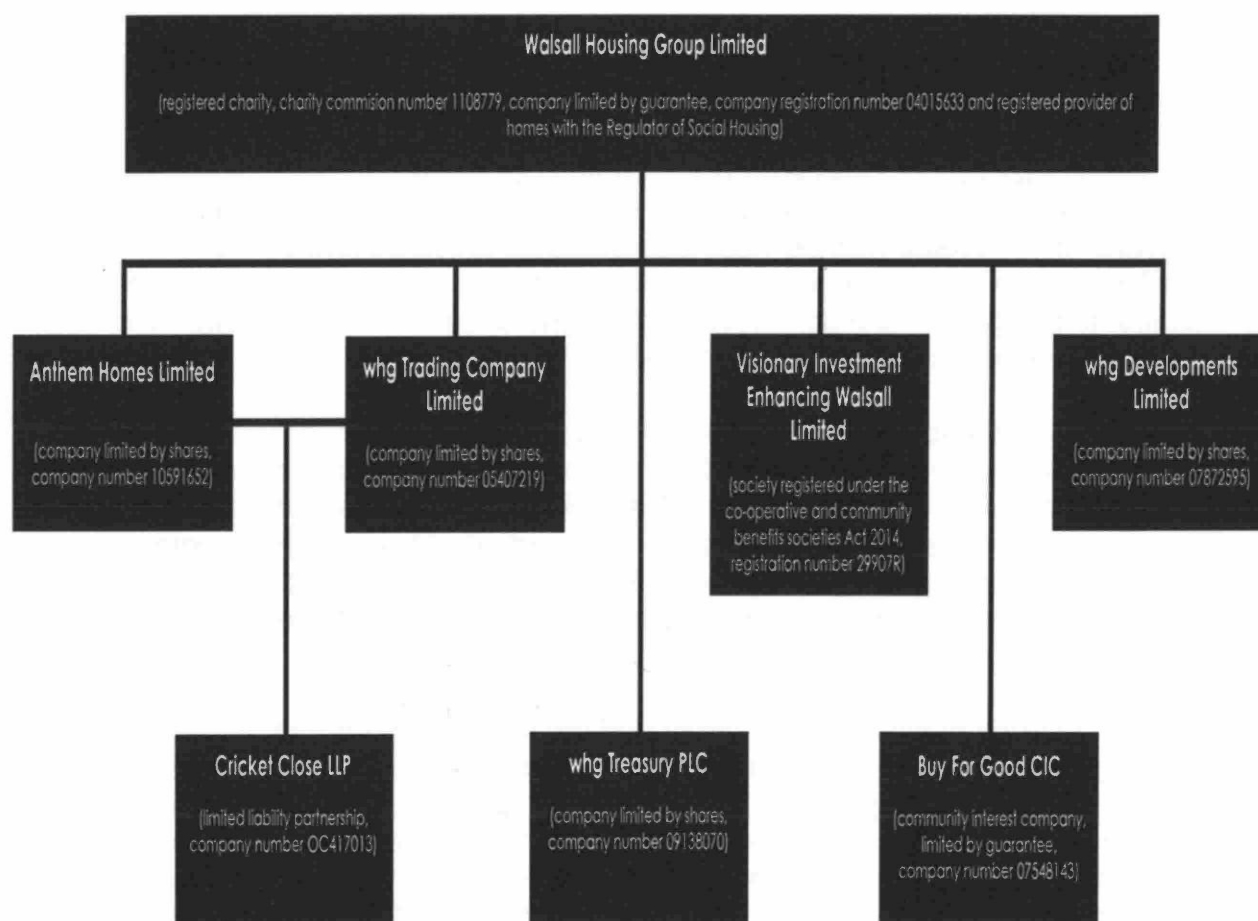 Walsall Housing Group Limited
(registered charity, charity commision number 1108779, company limited by guarantee, company registration number 04015633 and registered provider of
homes with the Regulator of Social Housing)
Anthem Homes Limited
(company limited by shares,
company number 10591652)
whg Trading Company
Limited
(company limited by shares,
company number 05407219)
Visionary Investment
Enhancing Walsall
Limited
(society registered under the
co-operative and community
benefits societies Act 2014,
registration number 29907R)
whg Developments
Limited
(company limited by shares,
company number 07872595)
Cricket Close LLP
(limited liability partnership,
company number OC417013)
whg Treasury PLC
(company limited by shares,
company number 09138070)
Buy For Good CIC
(community interest company,
limited by guarantee,
company number 07548143)